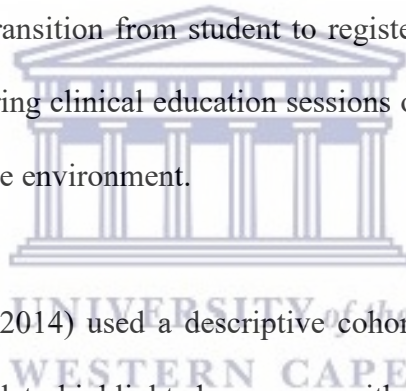 ransition from student to registe
ring clinical education sessions
e environment.
2014) used a descriptive cohor
UNIVERSITY of the
WESTERN CAPE
highlighted